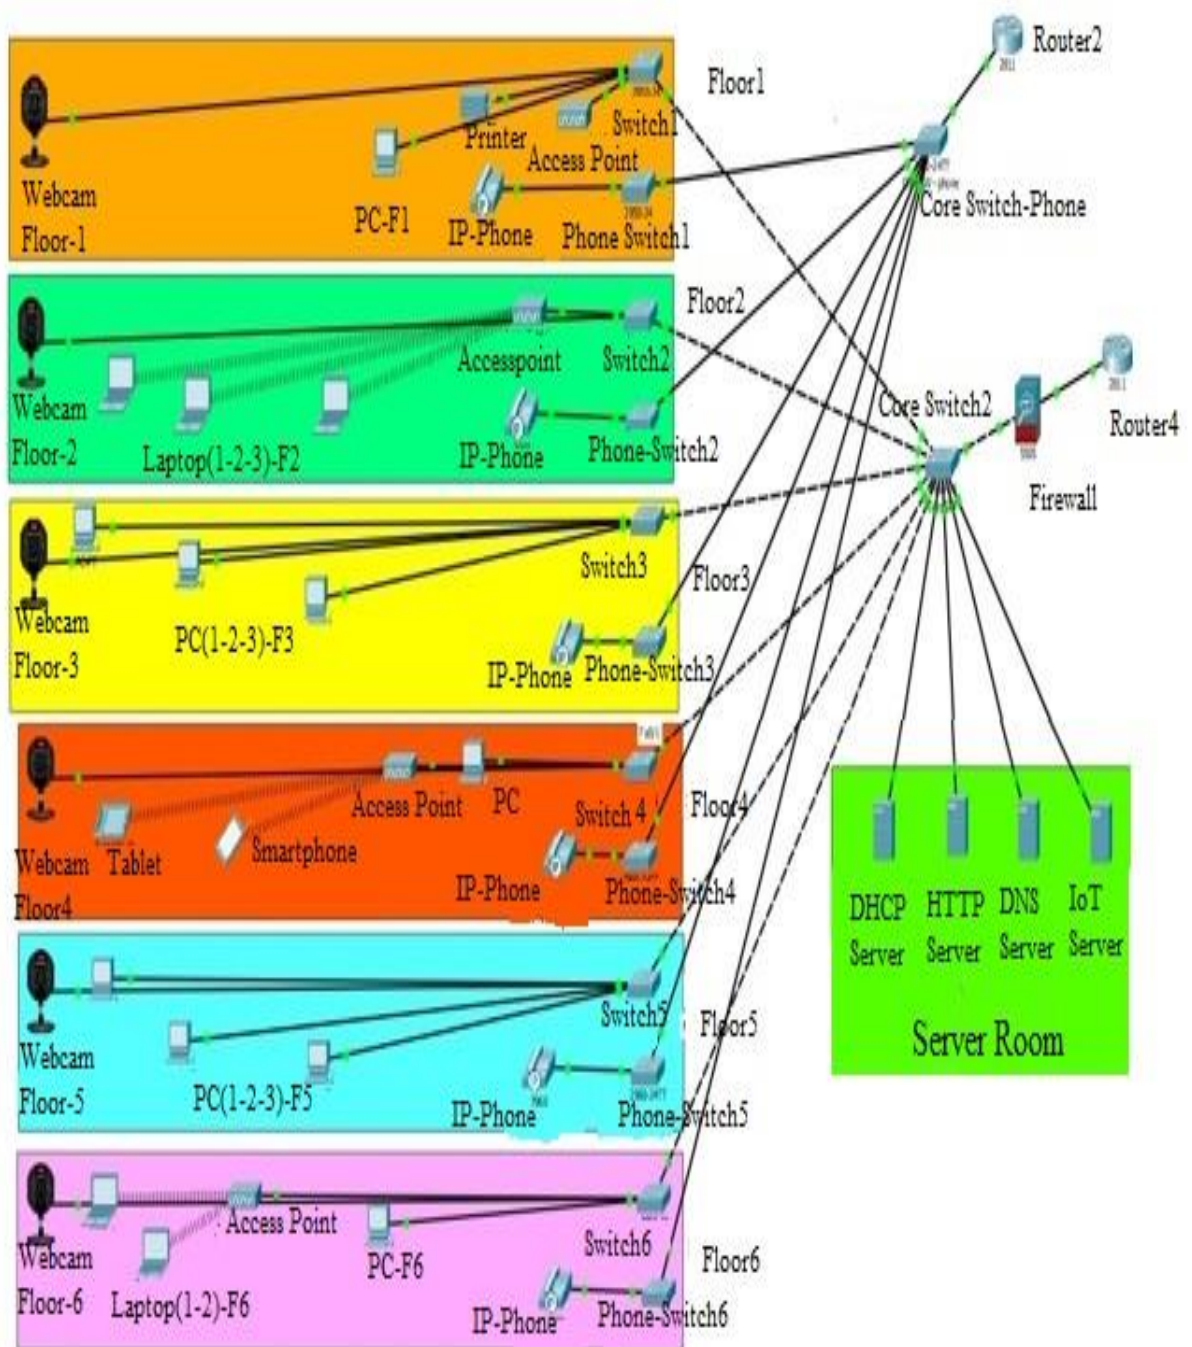 Router2
2811
Floor1
Switch1
Printer
Access Point
Webcam
Floor-1
PC-F1
IP-Phone
Phone Switch1
Core Switch-Phone
Floor2
Accesspoint
Switch2
Webcam
Floor-2
Laptop(1-2-3)-F2
IP-Phone
Phone-Switch2
Core Switch2
Router4
Firewall
Switch3
Floor3
Webcam
Floor-3
PC(1-2-3)-F3
IP-Phone
Phone-Switch3
Access Point
PC
Switch 4
Floor4
Webcam
Floor4
Tablet
Smartphone
IP-Phone
Phone-Switch4
DHCP
Server
HTTP
Server
DNS
Server
IoT
Server
Server Room
Switch5
Floor5
Webcam
Floor-5
PC(1-2-3)-F5
IP-Phone
Phone-Switch5
Access Point
Switch6
Floor6
Webcam
Floor-6
Laptop(1-2)-F6
PC-F6
IP-Phone
Phone-Switch6